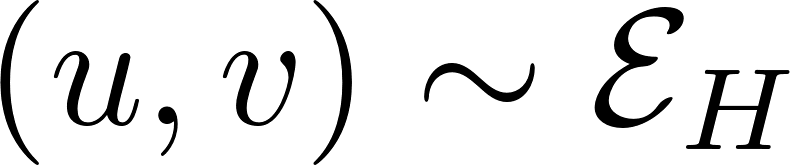 (u, v) ∼ ℰ_H